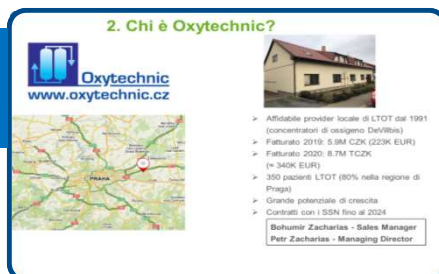 2. Chi è Oxytechnic?
Oxytechnic
www.oxytechnic.cz
PRAHA
➢ Affidabile provider locale di LTOT dal 1991
(concentratori di ossigeno DeVilbis)
➢ Fatturato 2019: 5.9M CZK (223K EUR)
➢ Fatturato 2020: 8.7M TCZK
(≈ 340K EUR)
➢ 350 pazienti LTOT (80% nella regione di
Praga)
➢ Grande potenziale di crescita
➢ Contratti con i SSN fino al 2024
Bohumir Zacharias - Sales Manager
Petr Zacharias - Managing Director